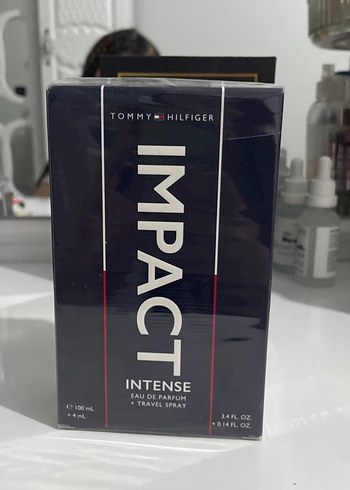 TOMMY HILFIGER
IMPACT
INTENSE
EAU DE PARFUM
+ TRAVEL SPRAY
℮ 100 mL
+ 4 mL
3.4 FL. OZ.
+ 0.14 FL. OZ.